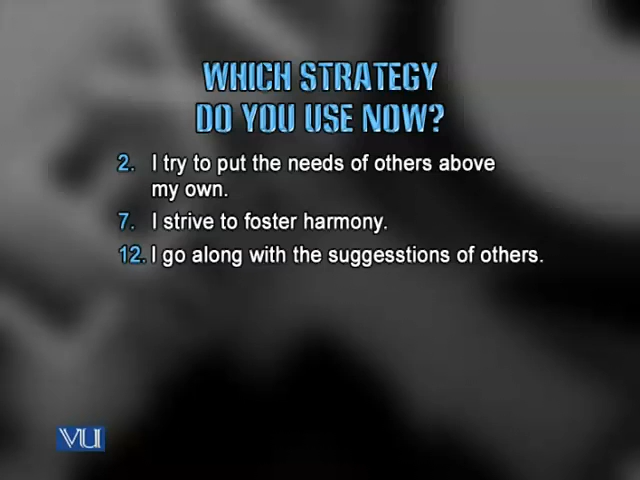 WHICH STRATEGY
DO YOU USE NOW?
2. I try to put the needs of others above
my own.
7. I strive to foster harmony.
12. I go along with the suggesstions of others.
VU